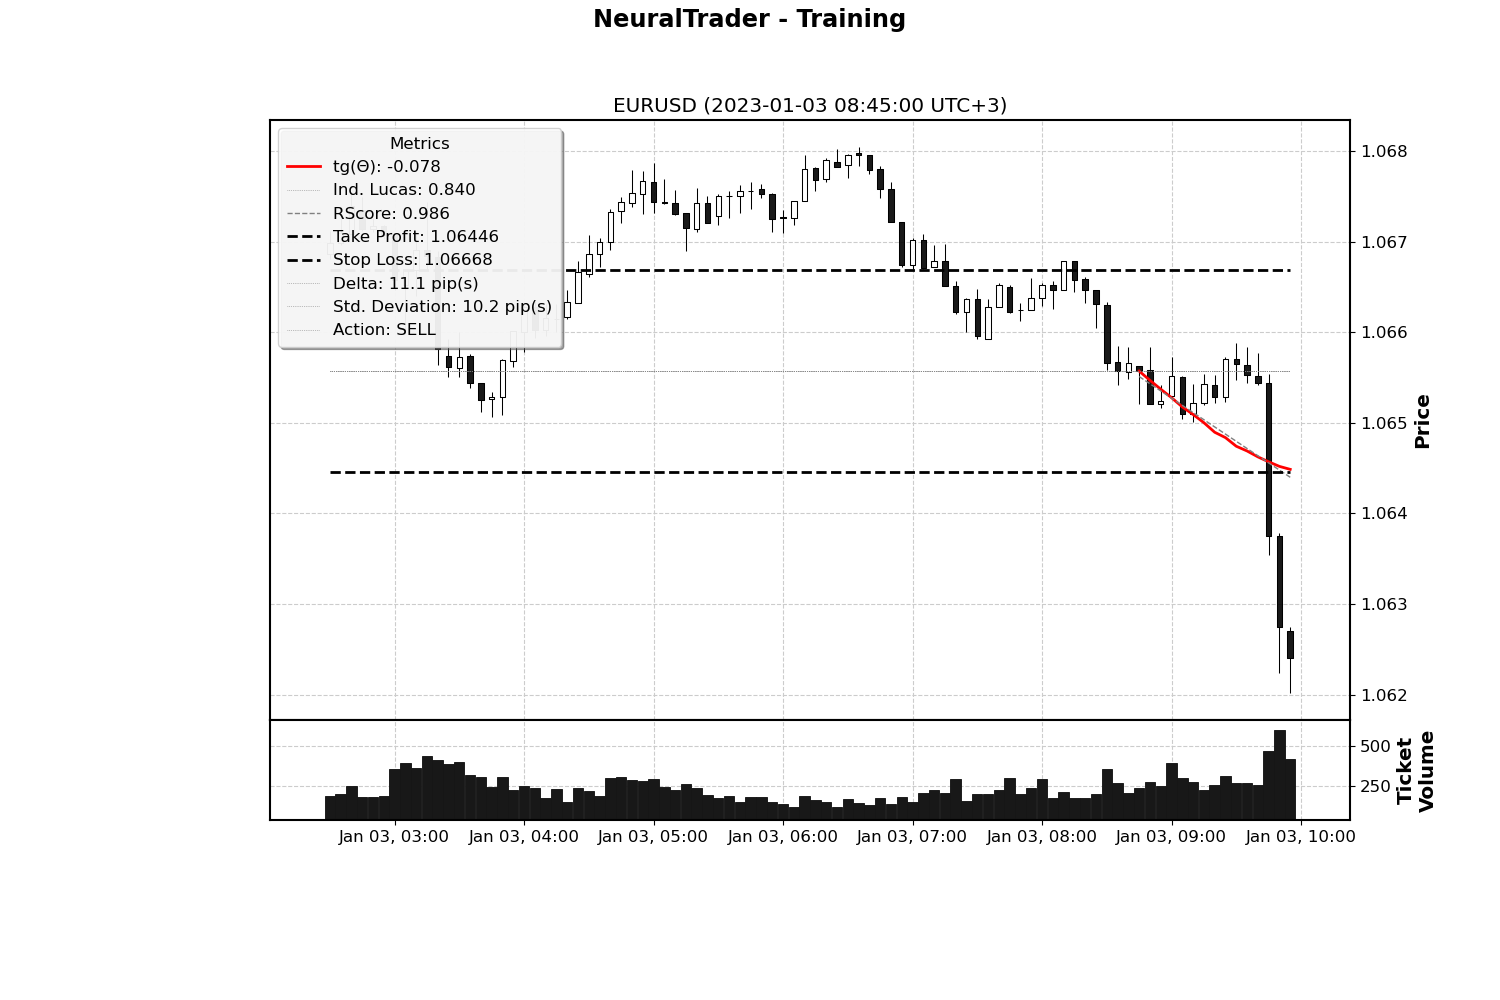 NeuralTrader - Training
EURUSD (2023-01-03 08:45:00 UTC+3)
Metrics
tg(Θ): -0.078
Ind. Lucas: 0.840
RScore: 0.986
Take Profit: 1.06446
Stop Loss: 1.06668
Delta: 11.1 pip(s)
Std. Deviation: 10.2 pip(s)
Action: SELL
1.068
1.067
1.066
1.065
1.064
1.063
1.062
Price
500
250
Ticket
Volume
Jan 03, 03:00
Jan 03, 04:00
Jan 03, 05:00
Jan 03, 06:00
Jan 03, 07:00
Jan 03, 08:00
Jan 03, 09:00
Jan 03, 10:00